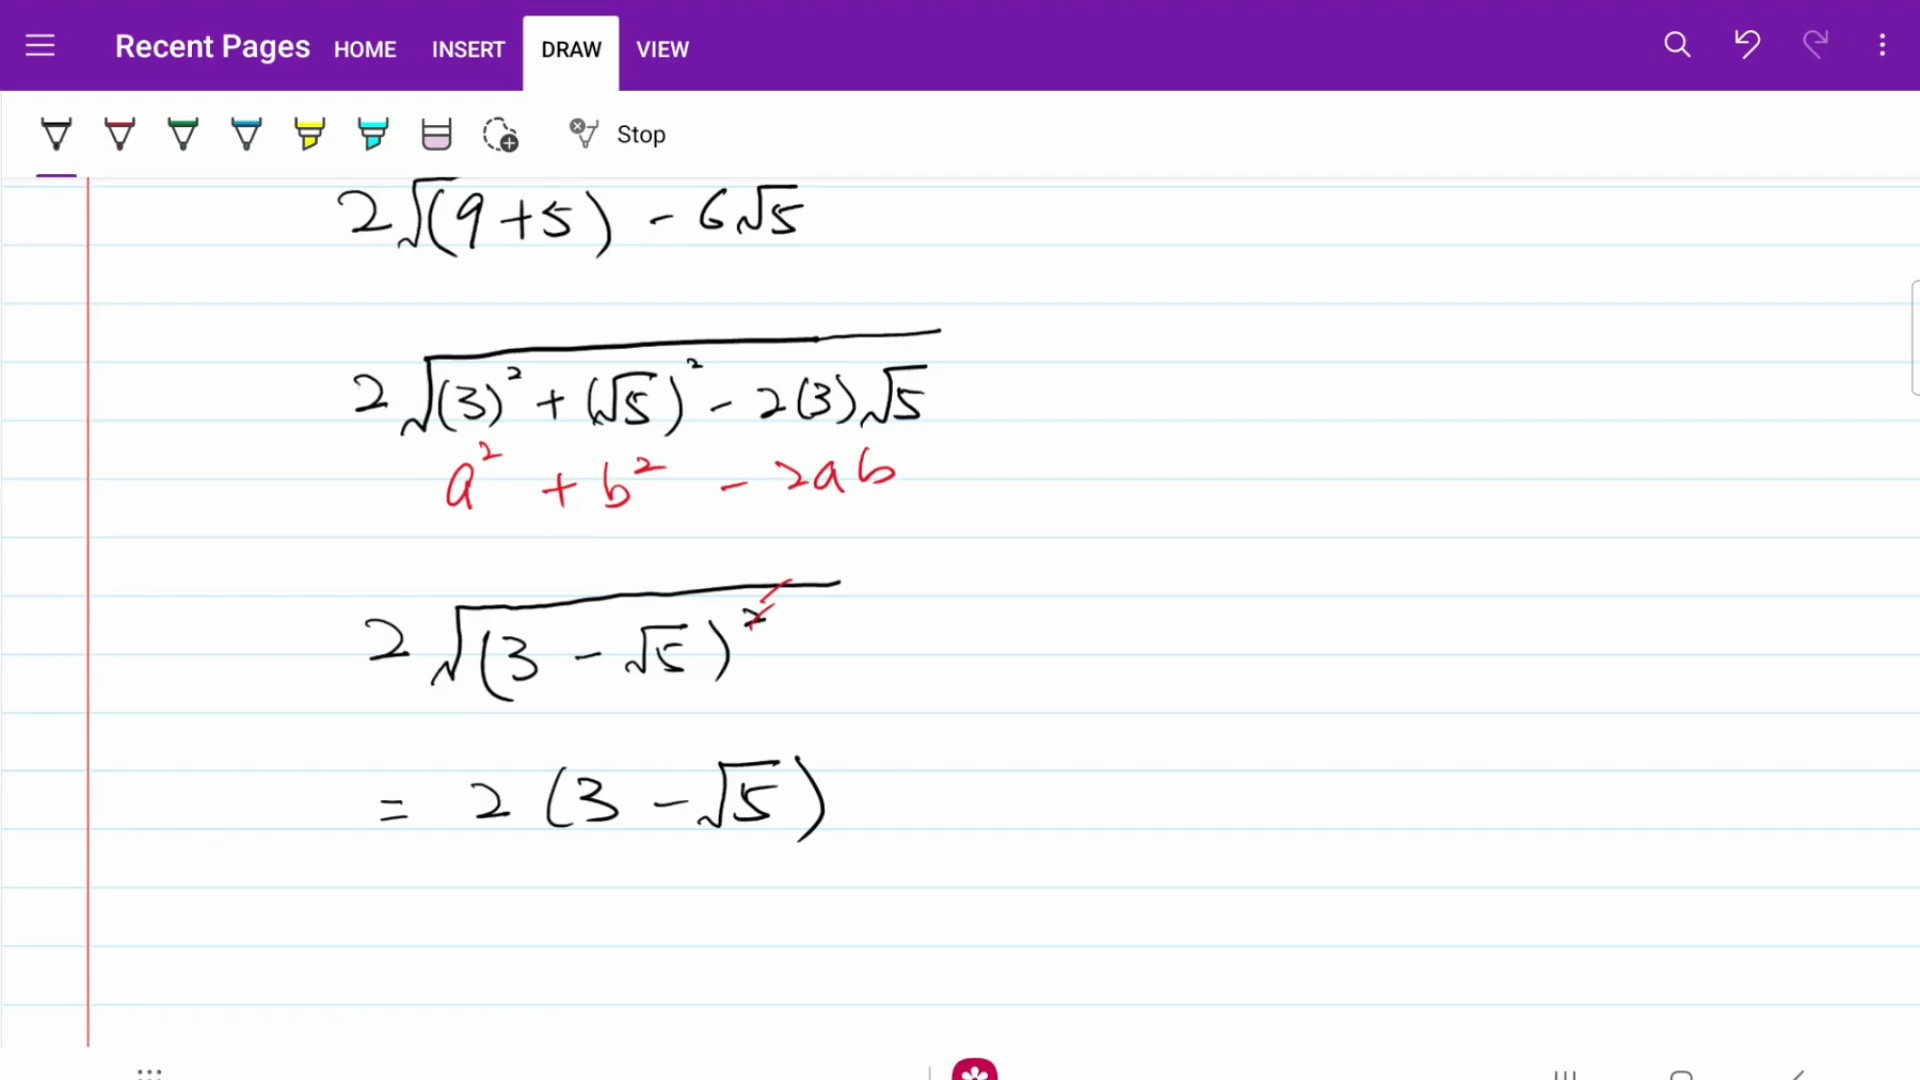 Recent Pages HOME INSERT DRAW VIEW
Stop
2√(9+5) - 6√5
2√(3)² + (√5)² - 2(3)√5
a² + b² - 2ab
2√(3 - √5)²
= 2 (3 - √5)